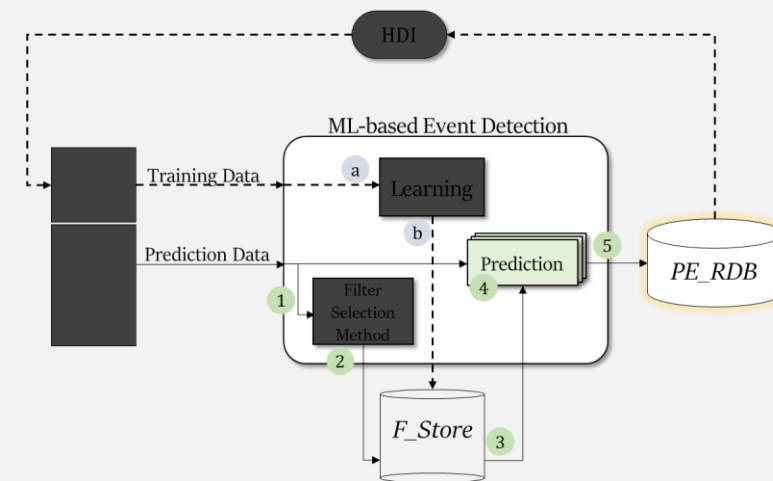 HDI
ML-based Event Detection
Training Data
a
Learning
b
Prediction Data
5
Prediction
4
PE_RDB
1
Filter
Selection
Method
2
F_Store
3